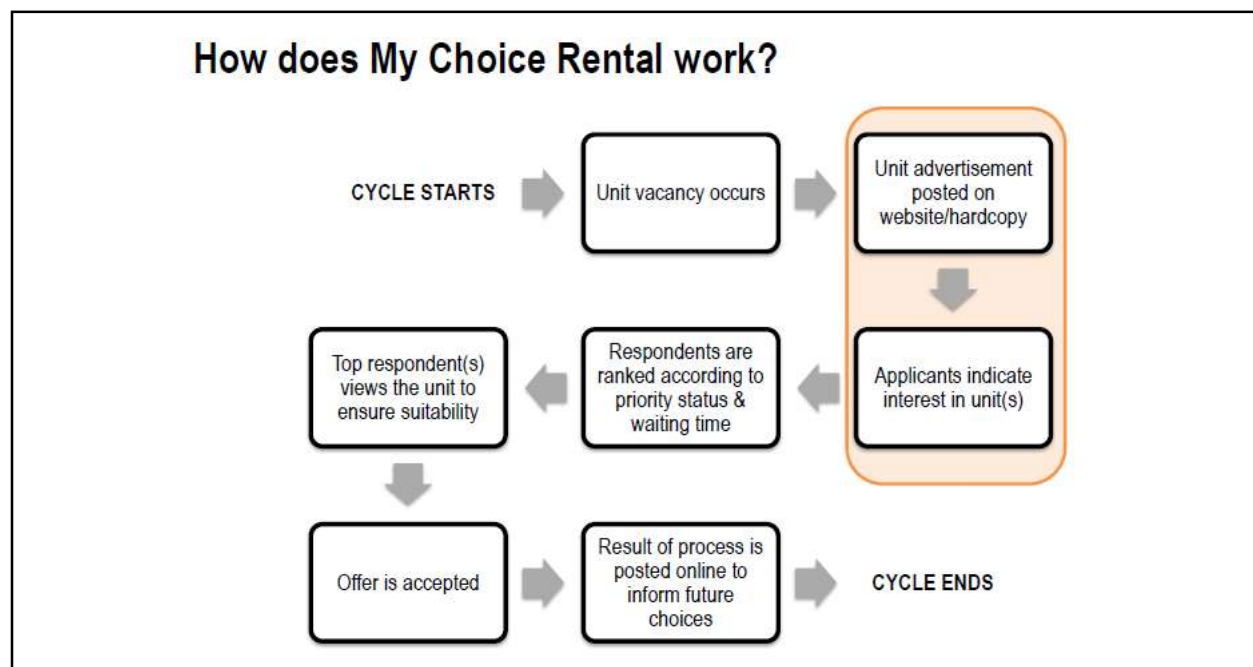 How does My Choice Rental work?
CYCLE STARTS
Unit vacancy occurs
Unit advertisement
posted on
website/hardcopy
Applicants indicate
interest in unit(s)
Respondents are
ranked according to
priority status &
waiting time
Top respondent(s)
views the unit to
ensure suitability
Offer is accepted
Result of process is
posted online to
inform future
choices
CYCLE ENDS